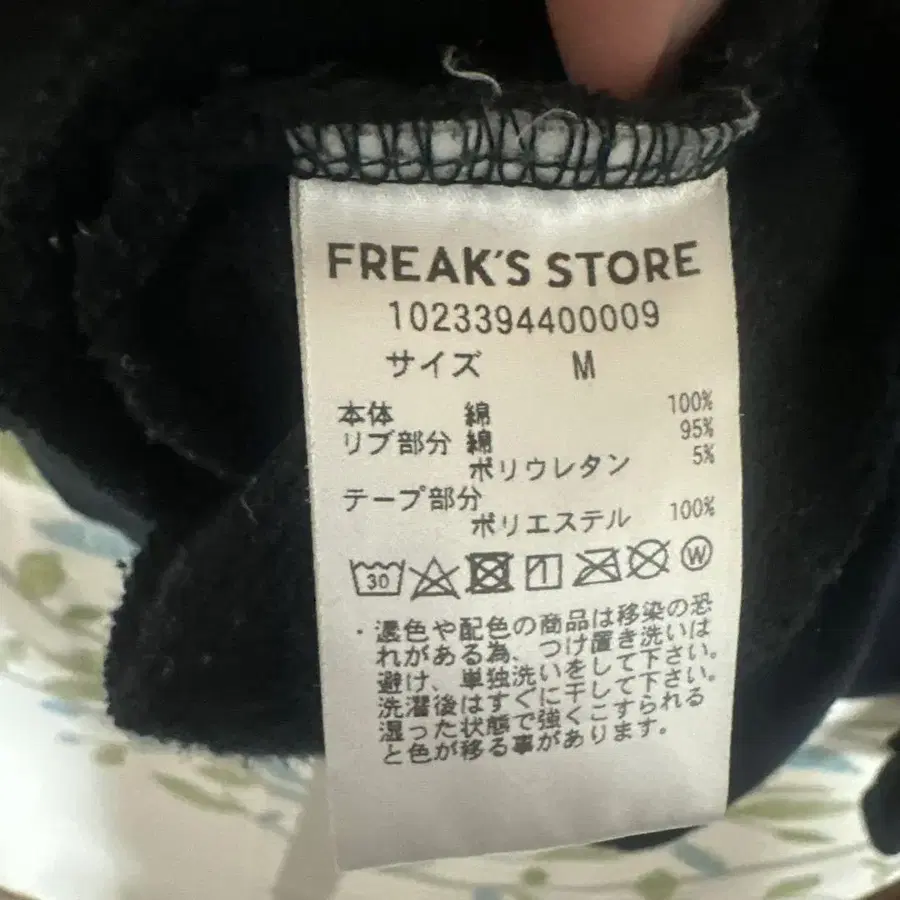 FREAK'S STORE
1023394400009
サイズ M
本体 綿 100%
リブ部分 綿 95%
ポリウレタン 5%
テープ部分
ポリエステル 100%
30 W
・濃色や配色の商品は移染の恐
れがある為、つけ置き洗いは
避け、単独洗いをして下さい。
洗濯後はすぐに干して下さい。
湿った状態で強くこすられる
と色が移る事があります。